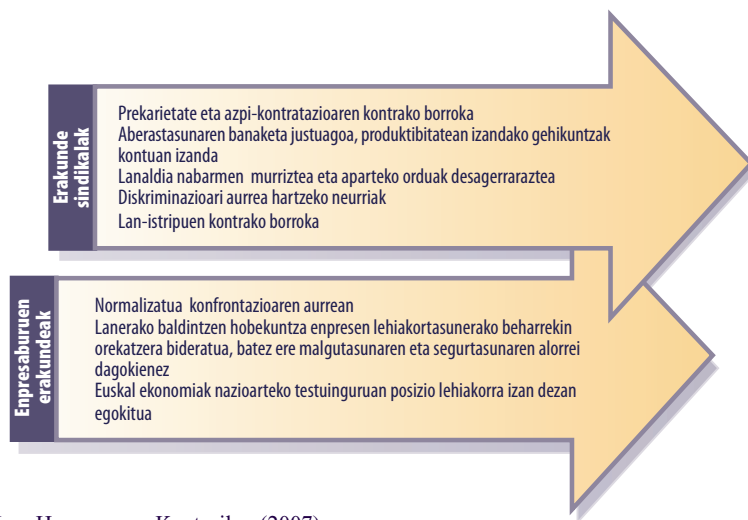 Erakunde
sindikalak
Prekarietate eta azpi-kontratazioaren kontrako borroka
Aberastasunaren banaketa justuagoa, produktibitatean izandako gehikuntzak
kontuan izanda
Lanaldia nabarmen murriztea eta aparteko orduak desagerraraztea
Diskriminazioari aurrea hartzeko neurriak
Lan-istripuen kontrako borroka
Enpresaburuen
erakundeak
Normalizatua konfrontazioaren aurrean
Lanerako baldintzen hobekuntza enpresen lehiakortasunerako beharrekin
orekatzera bideratua, batez ere malgutasunaren eta segurtasunaren alorrei
dagokienez
Euskal ekonomiak nazioarteko testuinguruan posizio lehiakorra izan dezan
egokitua
(2007)